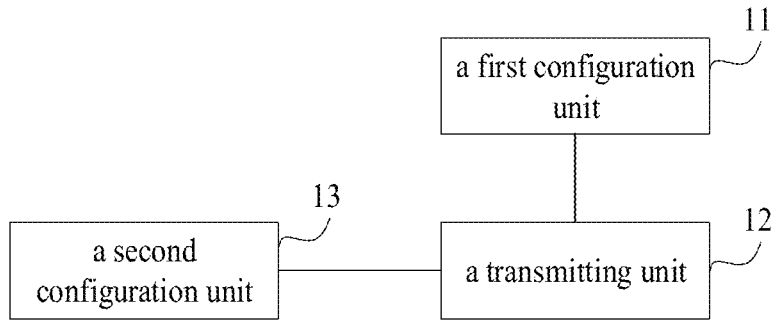 11
a first configuration
unit
13
12
a second
configuration unit
a transmitting unit